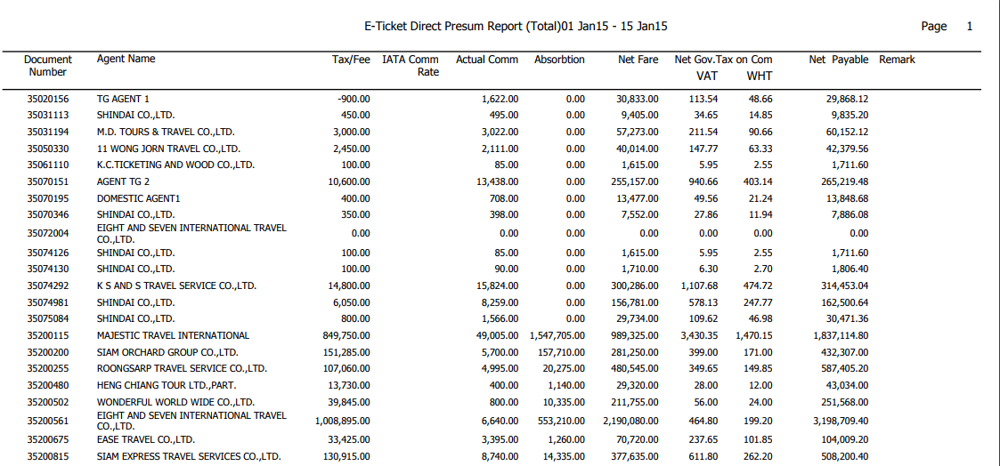 E-Ticket Direct Presum Report (Total)01 Jan15 - 15 Jan15 Page 1
Document Agent Name Tax/Fee IATA Comm Actual Comm Absorbtion Net Fare Net Gov.Tax on Com Net Payable Remark
Number Rate VAT WHT
35020156 TG AGENT 1 -900.00 1,622.00 0.00 30,833.00 113.54 48.66 29,868.12
35031113 SHINDAI CO.,LTD. 450.00 495.00 0.00 9,405.00 34.65 14.85 9,835.20
35031194 M.D. TOURS & TRAVEL CO.,LTD. 3,000.00 3,022.00 0.00 57,273.00 211.54 90.66 60,152.12
35050330 11 WONG JORN TRAVEL CO.,LTD. 2,450.00 2,111.00 0.00 40,014.00 147.77 63.33 42,379.56
35061110 K.C.TICKETING AND WOOD CO.,LTD. 100.00 85.00 0.00 1,615.00 5.95 2.55 1,711.60
35070151 AGENT TG 2 10,600.00 13,438.00 0.00 255,157.00 940.66 403.14 265,219.48
35070195 DOMESTIC AGENT1 400.00 708.00 0.00 13,477.00 49.56 21.24 13,848.68
35070346 SHINDAI CO.,LTD. 350.00 398.00 0.00 7,552.00 27.86 11.94 7,886.08
35072004 EIGHT AND SEVEN INTERNATIONAL TRAVEL 0.00 0.00 0.00 0.00 0.00 0.00 0.00
CO.,LTD.
35074126 SHINDAI CO.,LTD. 100.00 85.00 0.00 1,615.00 5.95 2.55 1,711.60
35074130 SHINDAI CO.,LTD. 100.00 90.00 0.00 1,710.00 6.30 2.70 1,806.40
35074292 K S AND S TRAVEL SERVICE CO.,LTD. 14,800.00 15,824.00 0.00 300,286.00 1,107.68 474.72 314,453.04
35074981 SHINDAI CO.,LTD. 6,050.00 8,259.00 0.00 156,781.00 578.13 247.77 162,500.64
35075084 SHINDAI CO.,LTD. 800.00 1,566.00 0.00 29,734.00 109.62 46.98 30,471.36
35200115 MAJESTIC TRAVEL INTERNATIONAL 849,750.00 49,005.00 1,547,705.00 989,325.00 3,430.35 1,470.15 1,837,114.80
35200200 SIAM ORCHARD GROUP CO.,LTD. 151,285.00 5,700.00 157,710.00 281,250.00 399.00 171.00 432,307.00
35200255 ROONGSARP TRAVEL SERVICE CO.,LTD. 107,060.00 4,995.00 20,275.00 480,545.00 349.65 149.85 587,405.20
35200480 HENG CHIANG TOUR LTD.,PART. 13,730.00 400.00 1,140.00 29,320.00 28.00 12.00 43,034.00
35200502 WONDERFUL WORLD WIDE CO.,LTD. 39,845.00 800.00 10,335.00 211,755.00 56.00 24.00 251,568.00
35200561 EIGHT AND SEVEN INTERNATIONAL TRAVEL 1,008,895.00 6,640.00 553,210.00 2,190,080.00 464.80 199.20 3,198,709.40
CO.,LTD.
35200675 EASE TRAVEL CO.,LTD. 33,425.00 3,395.00 1,260.00 70,720.00 237.65 101.85 104,009.20
35200815 SIAM EXPRESS TRAVEL SERVICES CO.,LTD. 130,915.00 8,740.00 14,335.00 377,635.00 611.80 262.20 508,200.40